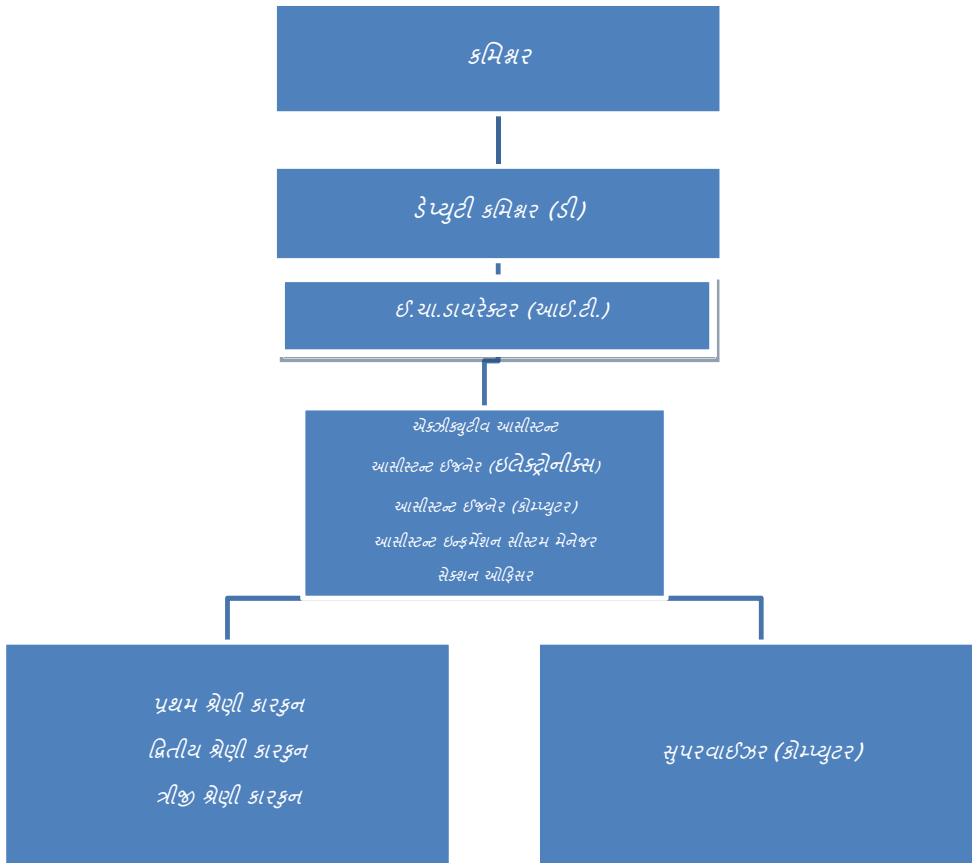 કમિશ્નર
ડેપ્યુટી કમિશ્નર (ડી)
ઈ.ચા.ડાયરેક્ટર (આઈ.ટી.)
એક્ઝીક્યુટીવ આસીસ્ટન્ટ
આસીસ્ટન્ટ ઈજનેર (ઇલેક્ટ્રોનીક્સ)
આસીસ્ટન્ટ ઈજનેર (કોમ્પ્યુટર)
આસીસ્ટન્ટ ઇન્ફર્મેશન સીસ્ટમ મેનેજર
સેક્શન ઓફિસર
પ્રથમ શ્રેણી કારકુન
દ્વિતીય શ્રેણી કારકુન
ત્રીજી શ્રેણી કારકુન
સુપરવાઈઝર (કોમ્પ્યુટર)